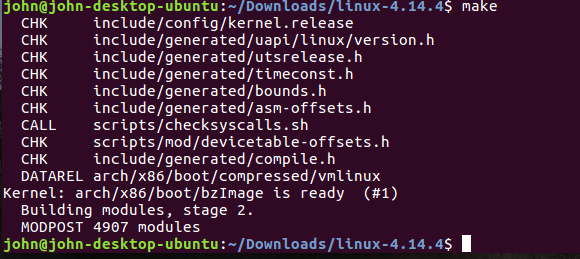 john@john-desktop-ubuntu:~/Downloads/linux-4.14.4$ make
CHK include/config/kernel.release
CHK include/generated/uapi/linux/version.h
CHK include/generated/utsrelease.h
CHK include/generated/timeconst.h
CHK include/generated/bounds.h
CHK include/generated/asm-offsets.h
CALL scripts/checksyscalls.sh
CHK scripts/mod/devicetable-offsets.h
CHK include/generated/compile.h
DATAREL arch/x86/boot/compressed/vmlinux
Kernel: arch/x86/boot/bzImage is ready (#1)
Building modules, stage 2.
MODPOST 4907 modules
john@john-desktop-ubuntu:~/Downloads/linux-4.14.4$